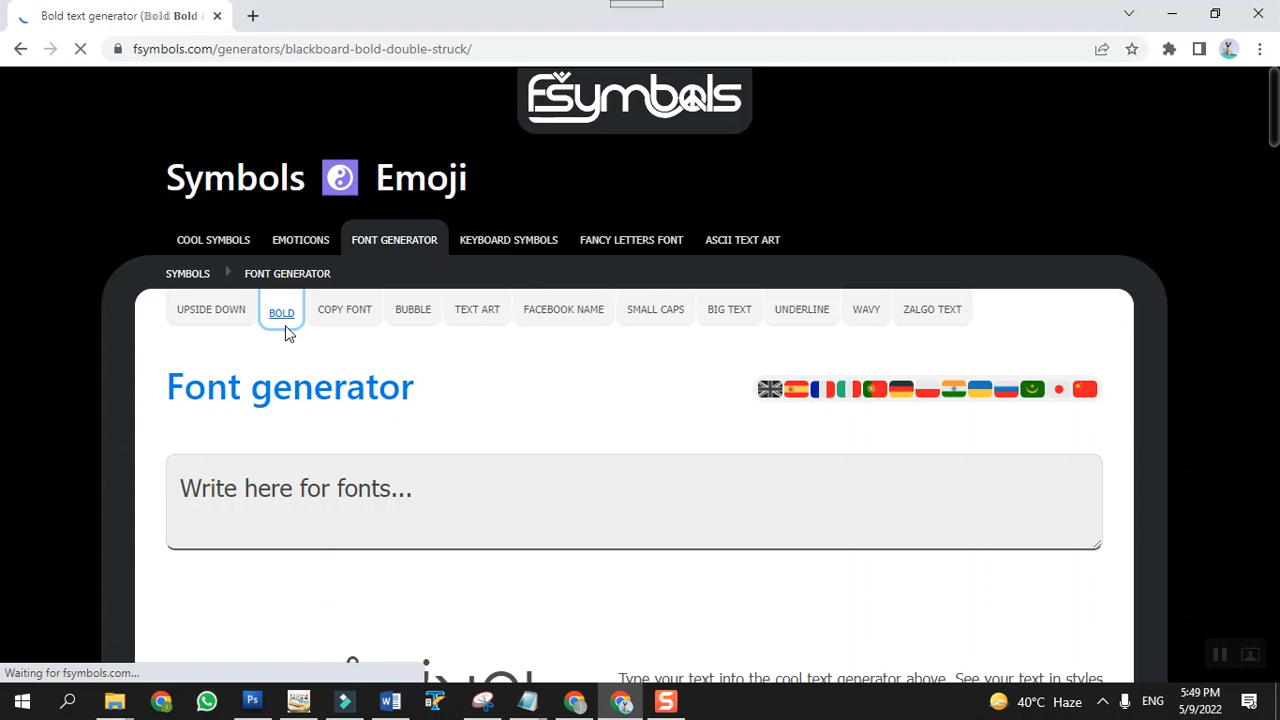 Bold text generator (𝐁𝐨𝐥𝐝 𝐁𝐨𝐥𝐝
fsymbols.com/generators/blackboard-bold-double-struck/
fsymbols
Symbols ☯ Emoji
COOL SYMBOLS EMOTICONS FONT GENERATOR KEYBOARD SYMBOLS FANCY LETTERS FONT ASCII TEXT ART
SYMBOLS FONT GENERATOR
UPSIDE DOWN BOLD COPY FONT BUBBLE TEXT ART FACEBOOK NAME SMALL CAPS BIG TEXT UNDERLINE WAVY ZALGO TEXT
Font generator
Write here for fonts...
Type your text into the cool text generator above. See your text in styles
Waiting for fsymbols.com...
40°C Haze ENG 5:49 PM
5/9/2022